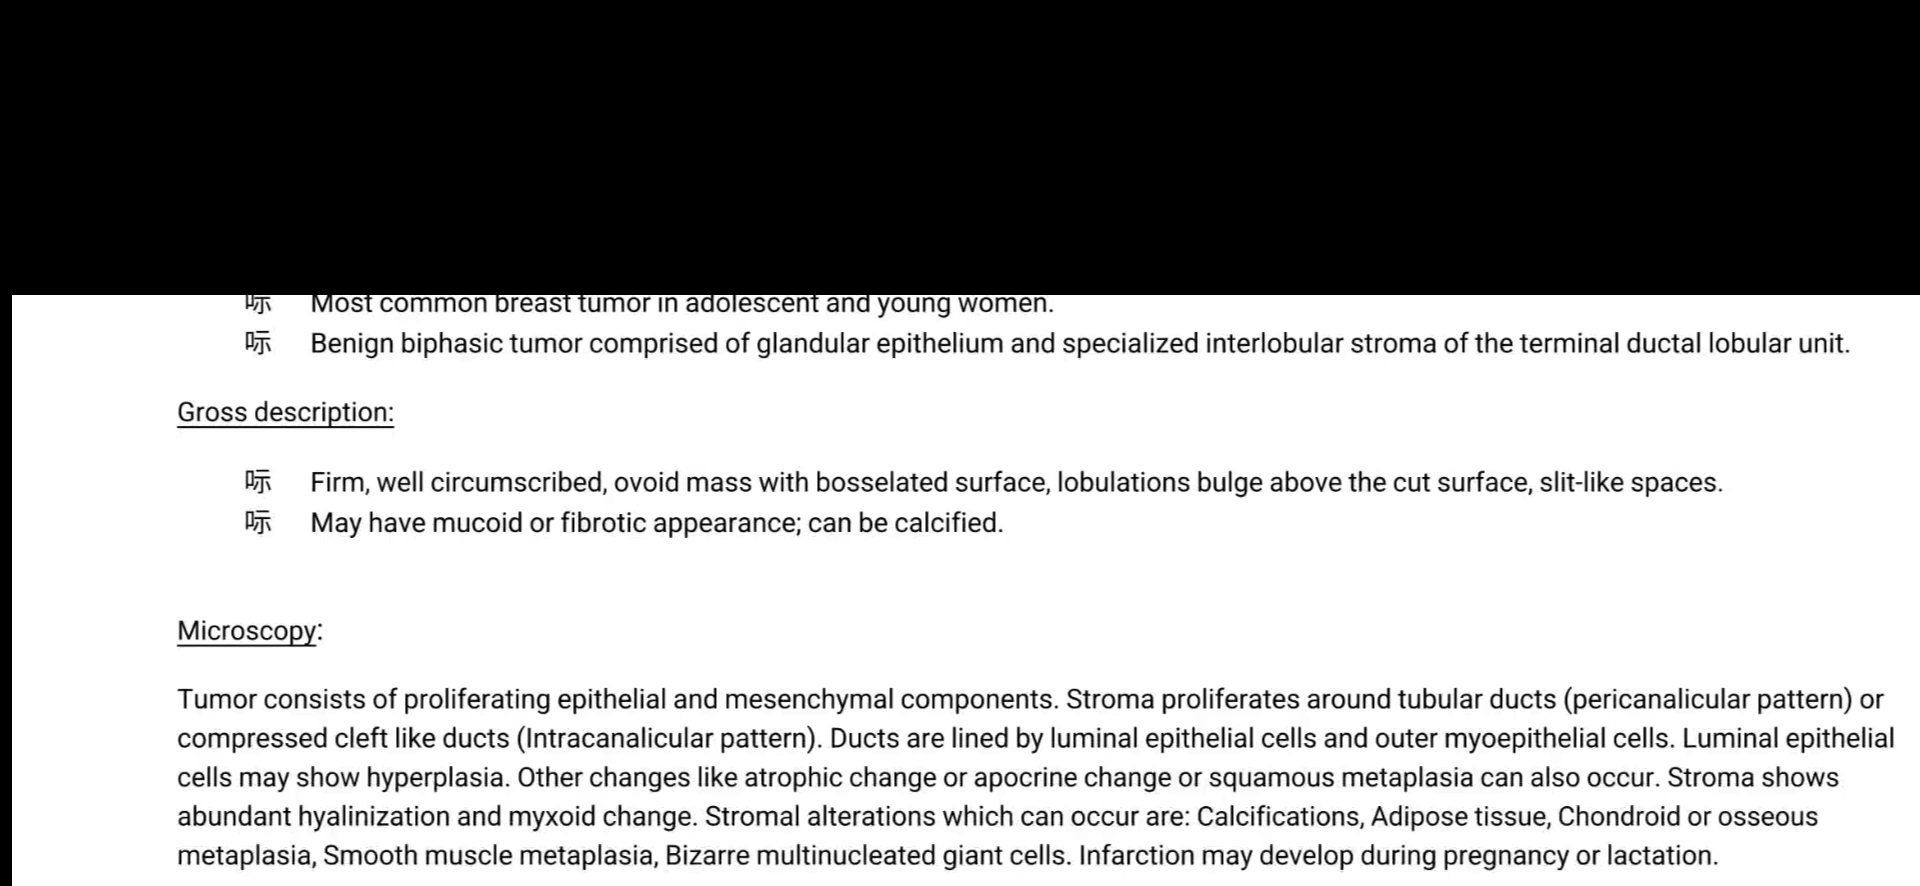 呩 Most common breast tumor in adolescent and young women.
呩 Benign biphasic tumor comprised of glandular epithelium and specialized interlobular stroma of the terminal ductal lobular unit.
Gross description:
呩 Firm, well circumscribed, ovoid mass with bosselated surface, lobulations bulge above the cut surface, slit-like spaces.
呩 May have mucoid or fibrotic appearance; can be calcified.
Microscopy:
Tumor consists of proliferating epithelial and mesenchymal components. Stroma proliferates around tubular ducts (pericanalicular pattern) or
compressed cleft like ducts (Intracanalicular pattern). Ducts are lined by luminal epithelial cells and outer myoepithelial cells. Luminal epithelial
cells may show hyperplasia. Other changes like atrophic change or apocrine change or squamous metaplasia can also occur. Stroma shows
abundant hyalinization and myxoid change. Stromal alterations which can occur are: Calcifications, Adipose tissue, Chondroid or osseous
metaplasia, Smooth muscle metaplasia, Bizarre multinucleated giant cells. Infarction may develop during pregnancy or lactation.